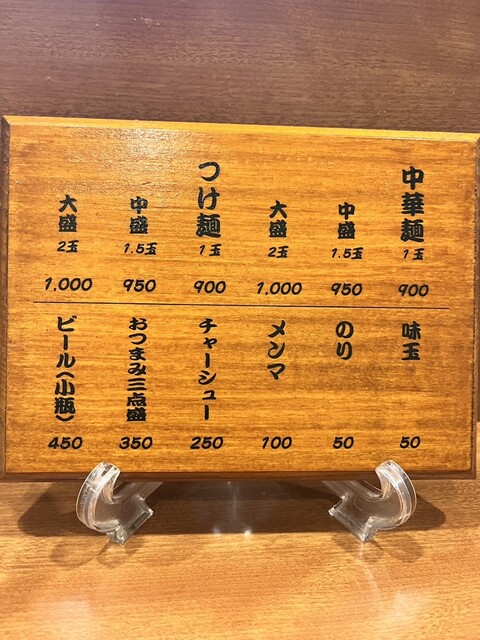 中華麺 1玉 900
中盛 1.5玉 950
大盛 2玉 1,000
つけ麺 1玉 900
中盛 1.5玉 950
大盛 2玉 1,000
味玉 50
のり 50
メンマ 100
チャーシュー 250
おつまみ三点盛 350
ビール(小瓶) 450